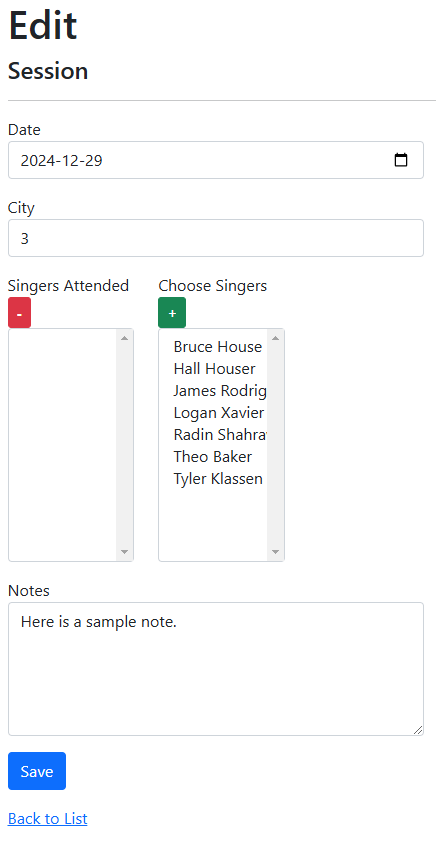 Edit
Session
Date
2024-12-29
City
3
Singers Attended
Choose Singers
-
+
Bruce House
Hall Houser
James Rodrig
Logan Xavier
Radin Shahra
Theo Baker
Tyler Klassen
Notes
Here is a sample note.
Save
Back to List